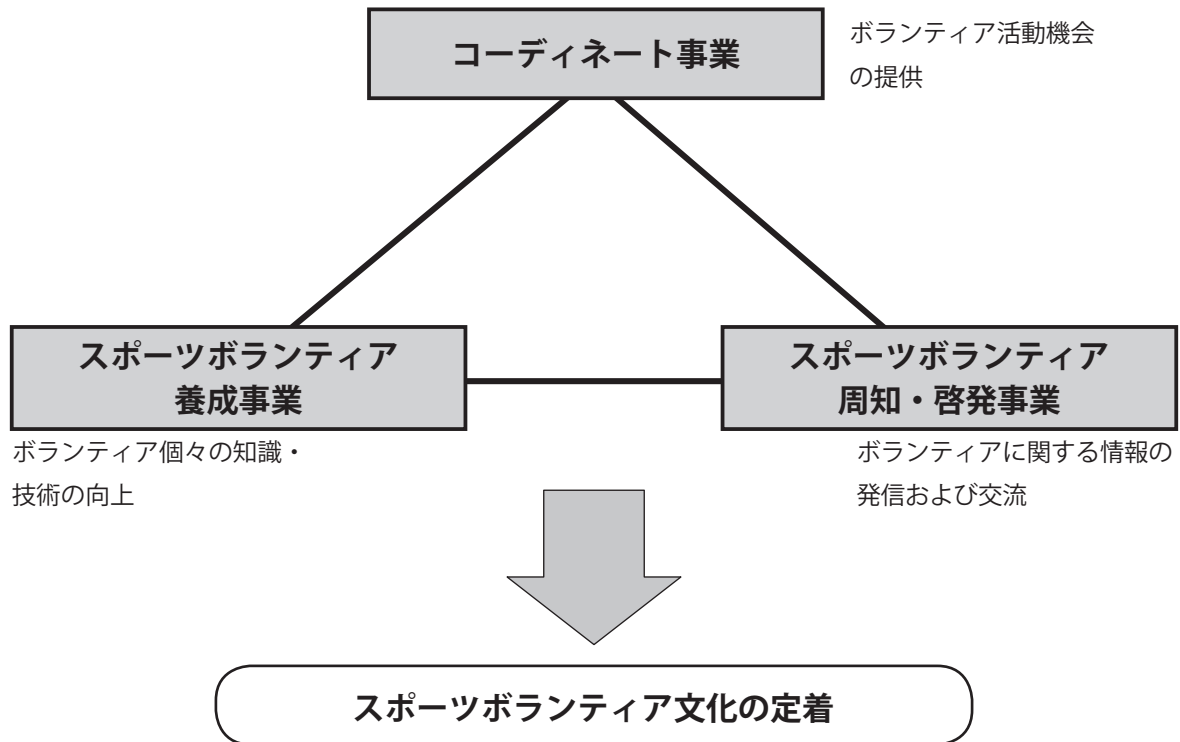 コーディネート事業
ボランティア活動機会
の提供
スポーツボランティア
養成事業
ボランティア個々の知識・
技術の向上
スポーツボランティア
周知・啓発事業
ボランティアに関する情報の
発信および交流
スポーツボランティア文化の定着